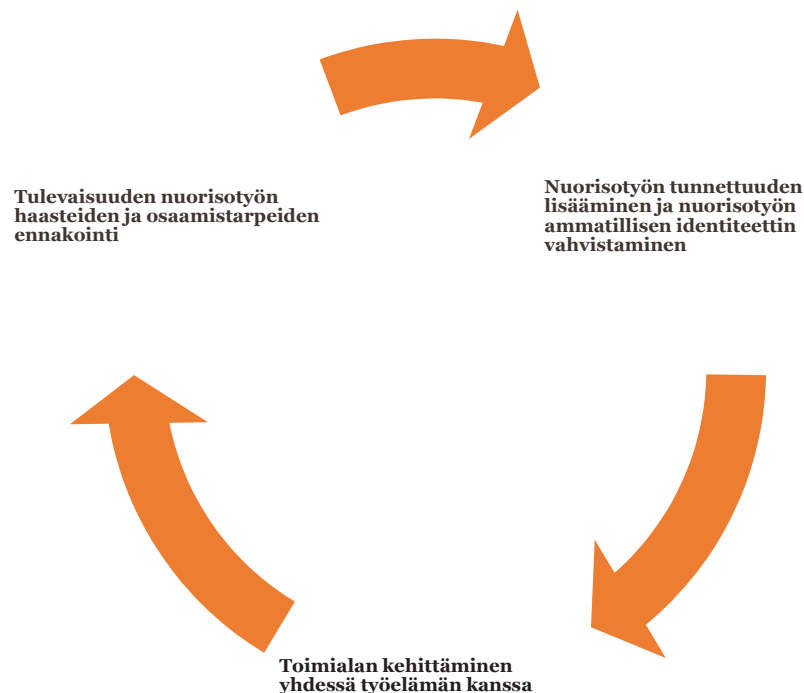 Tulevaisuuden nuorisotyön
haasteiden ja osaamistarpeiden
ennakointi
Nuorisotyön tunnettuuden
lisääminen ja nuorisotyön
ammatillisen identiteettin
vahvistaminen
Toimialan kehittäminen
yhdessä työelämän kanssa